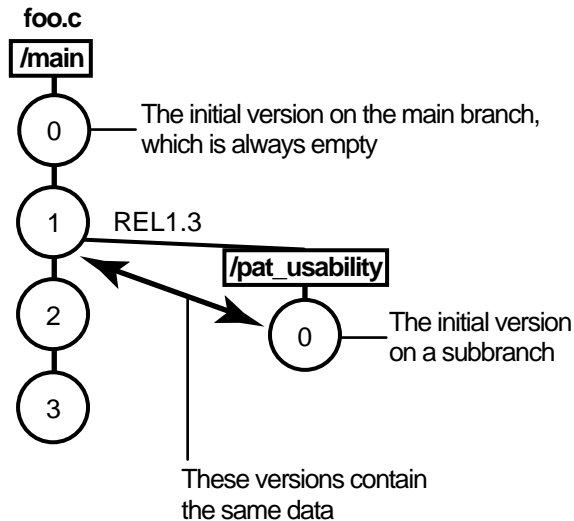 foo.c
/main
0
The initial version on the main branch,
which is always empty
1
REL1.3
/pat_usability
2
0
The initial version
on a subbranch
3
These versions contain
the same data